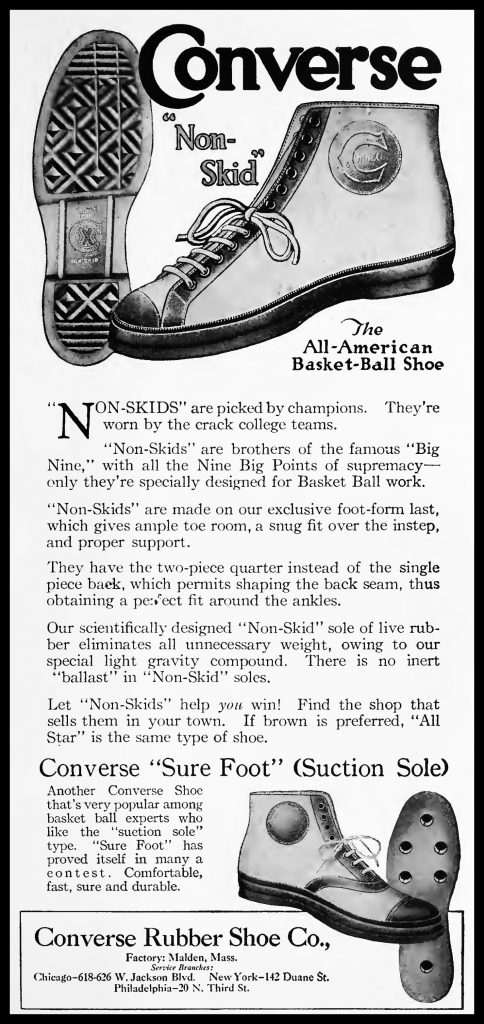 Converse
"Non-
Skid"
C
NON SKID
The
All-American
Basket-Ball Shoe
"NON-SKIDS" are picked by champions. They're
worn by the crack college teams.
"Non-Skids" are brothers of the famous "Big
Nine," with all the Nine Big Points of supremacy—
only they're specially designed for Basket Ball work.
"Non-Skids" are made on our exclusive foot-form last,
which gives ample toe room, a snug fit over the instep,
and proper support.
They have the two-piece quarter instead of the single
piece back, which permits shaping the back seam, thus
obtaining a perfect fit around the ankles.
Our scientifically designed "Non-Skid" sole of live rub-
ber eliminates all unnecessary weight, owing to our
special light gravity compound. There is no inert
"ballast" in "Non-Skid" soles.
Let "Non-Skids" help you win! Find the shop that
sells them in your town. If brown is preferred, "All
Star" is the same type of shoe.
Converse "Sure Foot" (Suction Sole)
Another Converse Shoe
that's very popular among
basket ball experts who
like the "suction sole"
type. "Sure Foot" has
proved itself in many a
contest. Comfortable,
fast, sure and durable.
Converse Rubber Shoe Co.,
Factory: Malden, Mass.
Service Branches:
Chicago-618-626 W. Jackson Blvd. New York-142 Duane St.
Philadelphia-20 N. Third St.